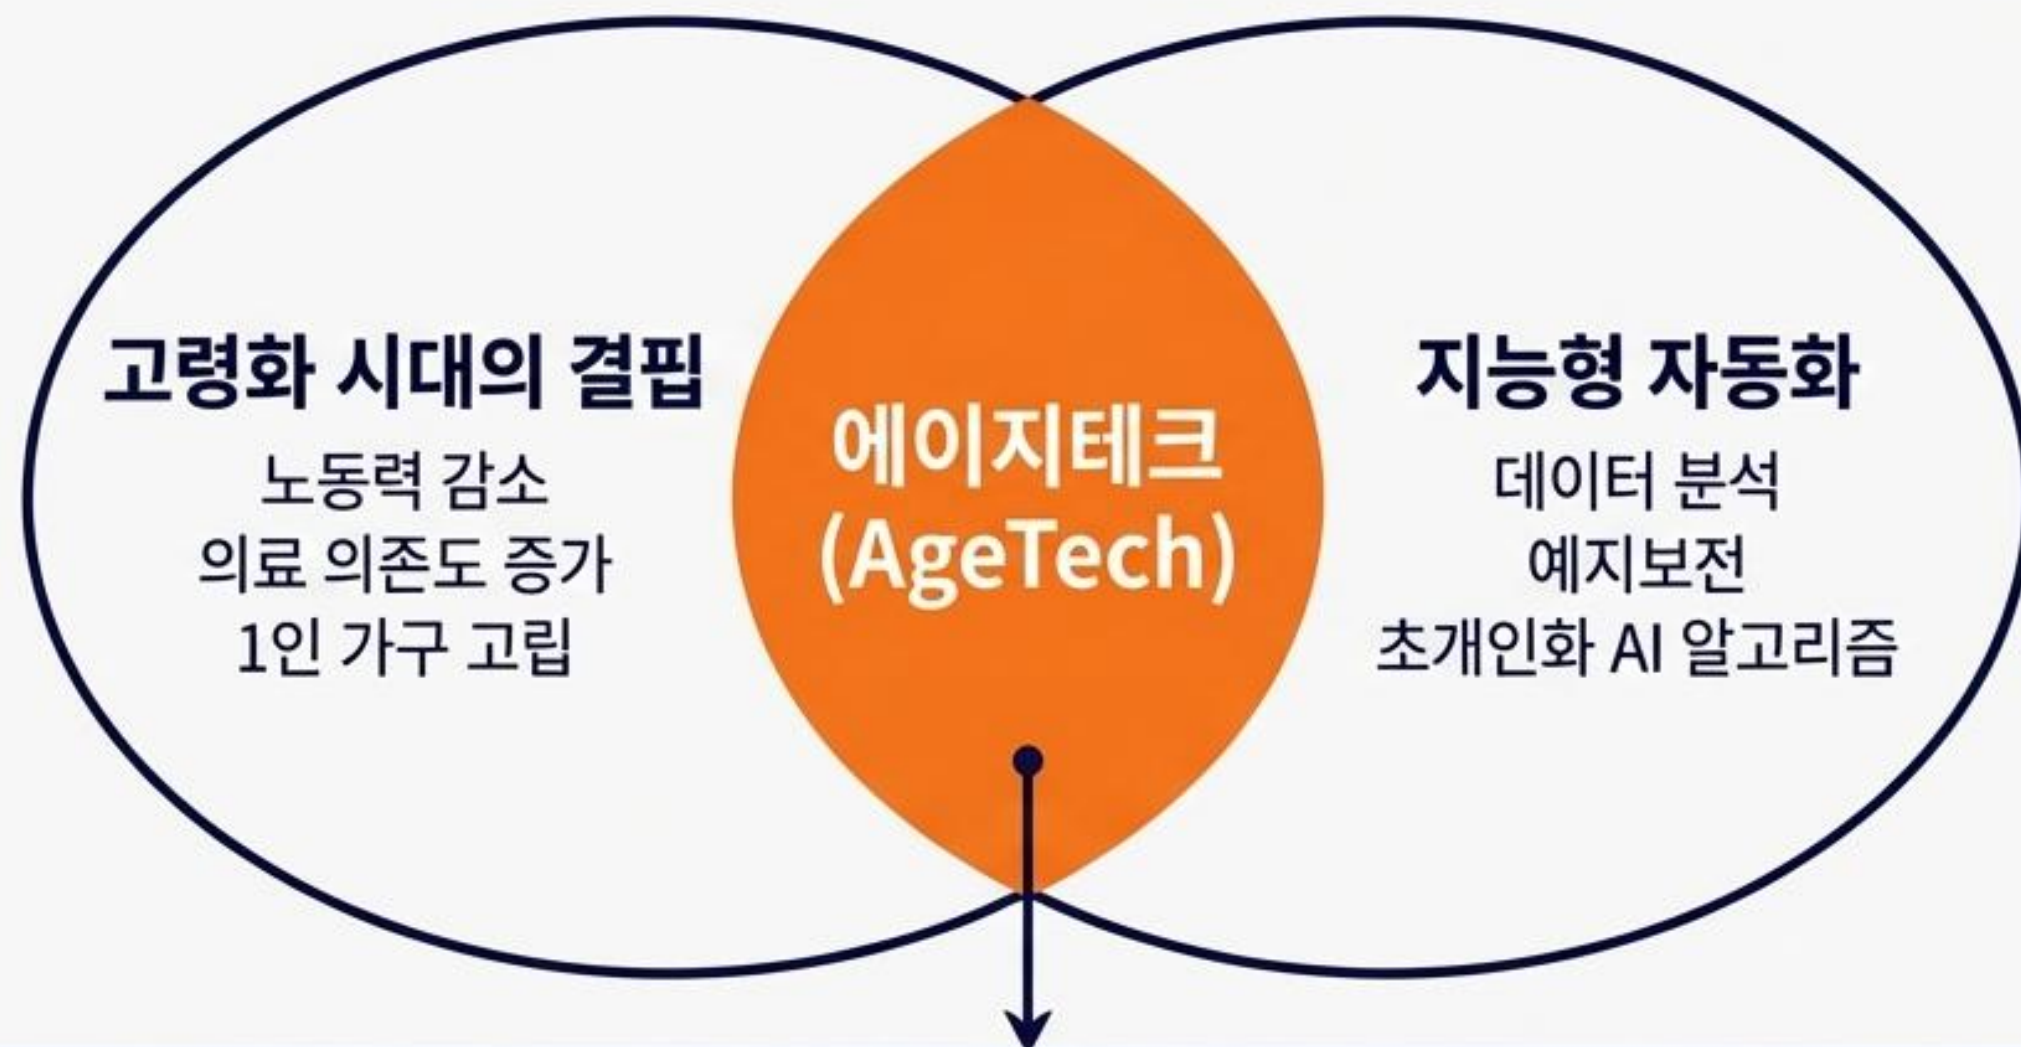 고령화 시대의 결핍
노동력 감소
의료 의존도 증가
1인 가구 고립
에이지테크
(AgeTech)
지능형 자동화
데이터 분석
예지보전
초개인화 AI 알고리즘